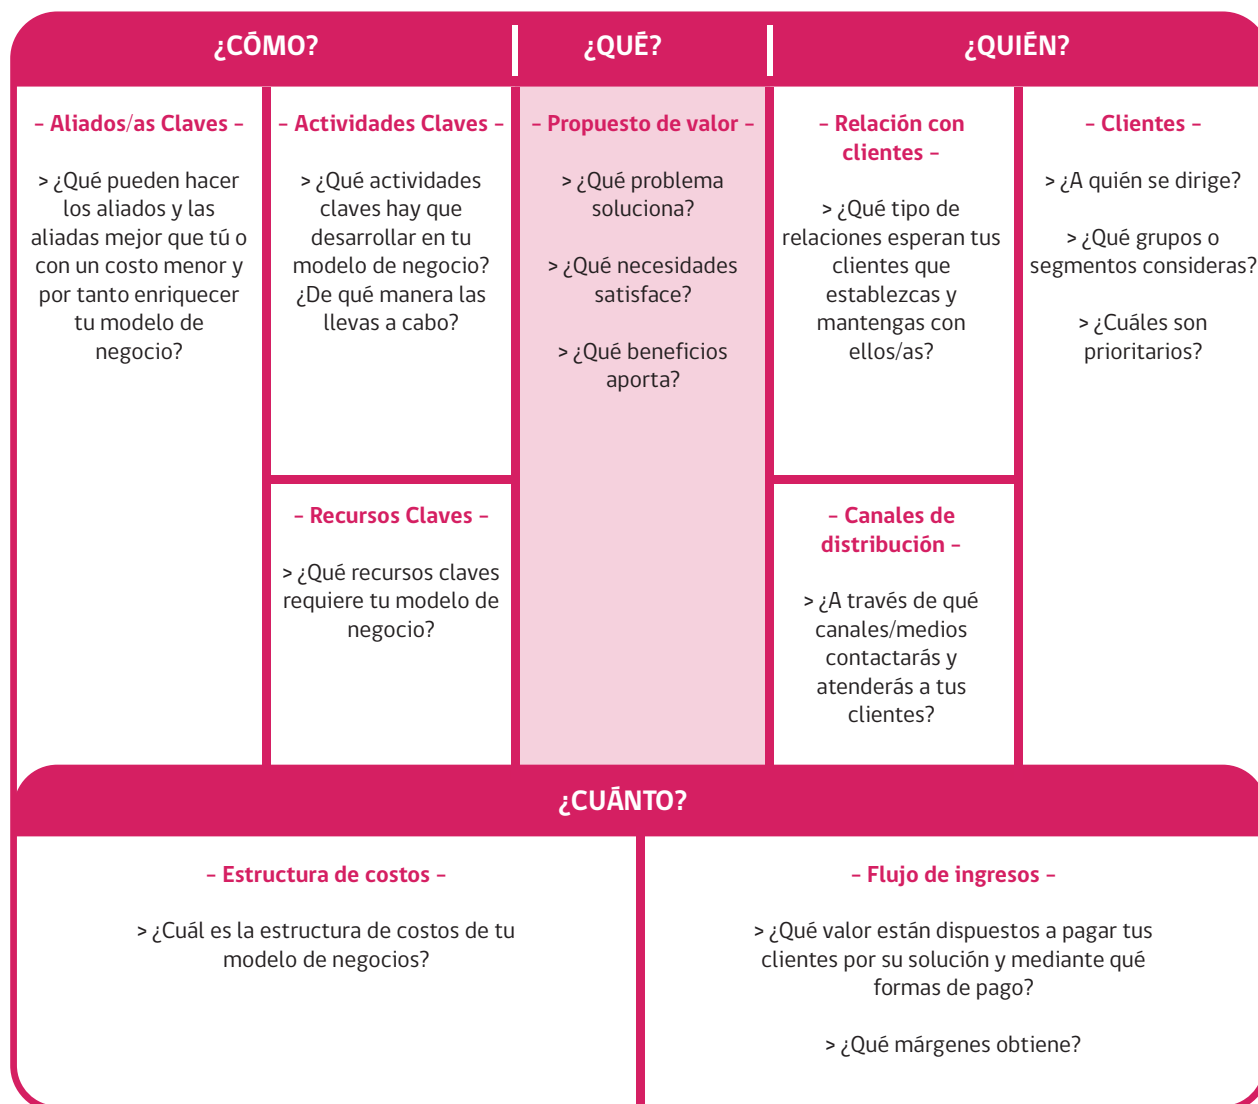 ¿CÓMO?
¿QUÉ?
¿QUIÉN?
– Aliados/as Claves –
> ¿Qué pueden hacer
los aliados y las
aliadas mejor que tú o
con un costo menor y
por tanto enriquecer
tu modelo de
negocio?
– Actividades Claves –
> ¿Qué actividades
claves hay que
desarrollar en tu
modelo de negocio?
¿De qué manera las
llevas a cabo?
– Recursos Claves –
> ¿Qué recursos claves
requiere tu modelo de
negocio?
– Propuesto de valor –
> ¿Qué problema
soluciona?
> ¿Qué necesidades
satisface?
> ¿Qué beneficios
aporta?
– Relación con
clientes –
> ¿Qué tipo de
relaciones esperan tus
clientes que
establezcas y
mantengas con
ellos/as?
– Canales de
distribución –
> ¿A través de qué
canales/medios
contactarás y
atenderás a tus
clientes?
– Clientes –
> ¿A quién se dirige?
> ¿Qué grupos o
segmentos consideras?
> ¿Cuáles son
prioritarios?
¿CUÁNTO?
– Estructura de costos –
> ¿Cuál es la estructura de costos de tu
modelo de negocios?
– Flujo de ingresos –
> ¿Qué valor están dispuestos a pagar tus
clientes por su solución y mediante qué
formas de pago?
> ¿Qué márgenes obtiene?